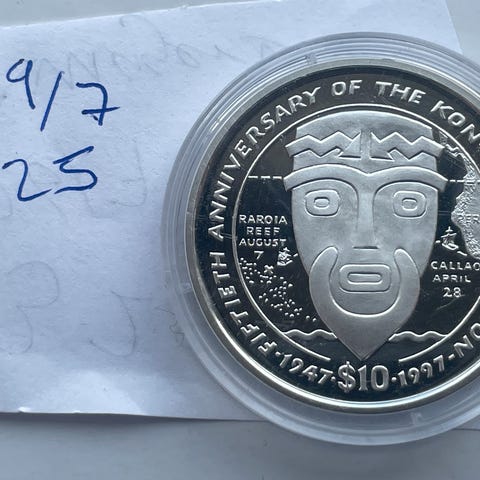 9/7
25
FIFTIETH ANNIVERSARY OF THE KON
RAROIA
REEF
AUGUST
7
CALLAO
APRIL
28
·1947·$10·1997·